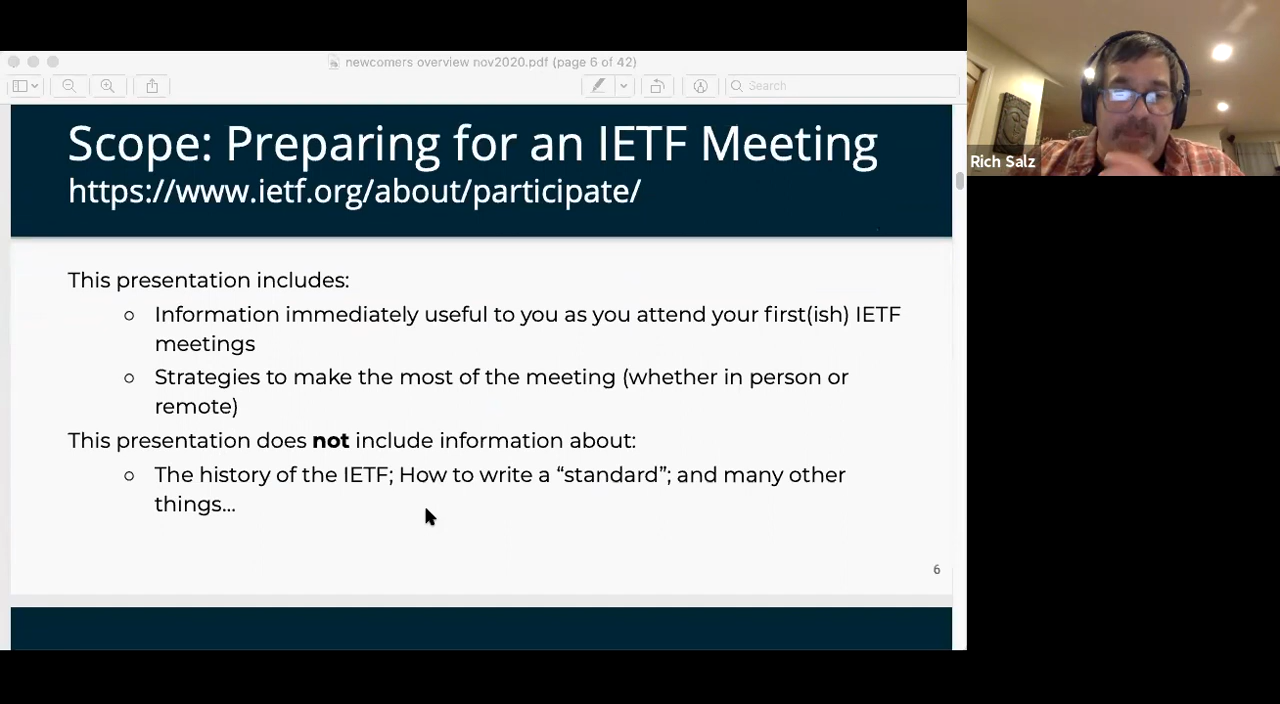 newcomers overview nov2020.pdf (page 6 of 42)
Search
Scope: Preparing for an IETF Meeting
https://www.ietf.org/about/participate/
This presentation includes:
○ Information immediately useful to you as you attend your first(ish) IETF
meetings
○ Strategies to make the most of the meeting (whether in person or
remote)
This presentation does not include information about:
○ The history of the IETF; How to write a “standard”; and many other
things...
6
Rich Salz